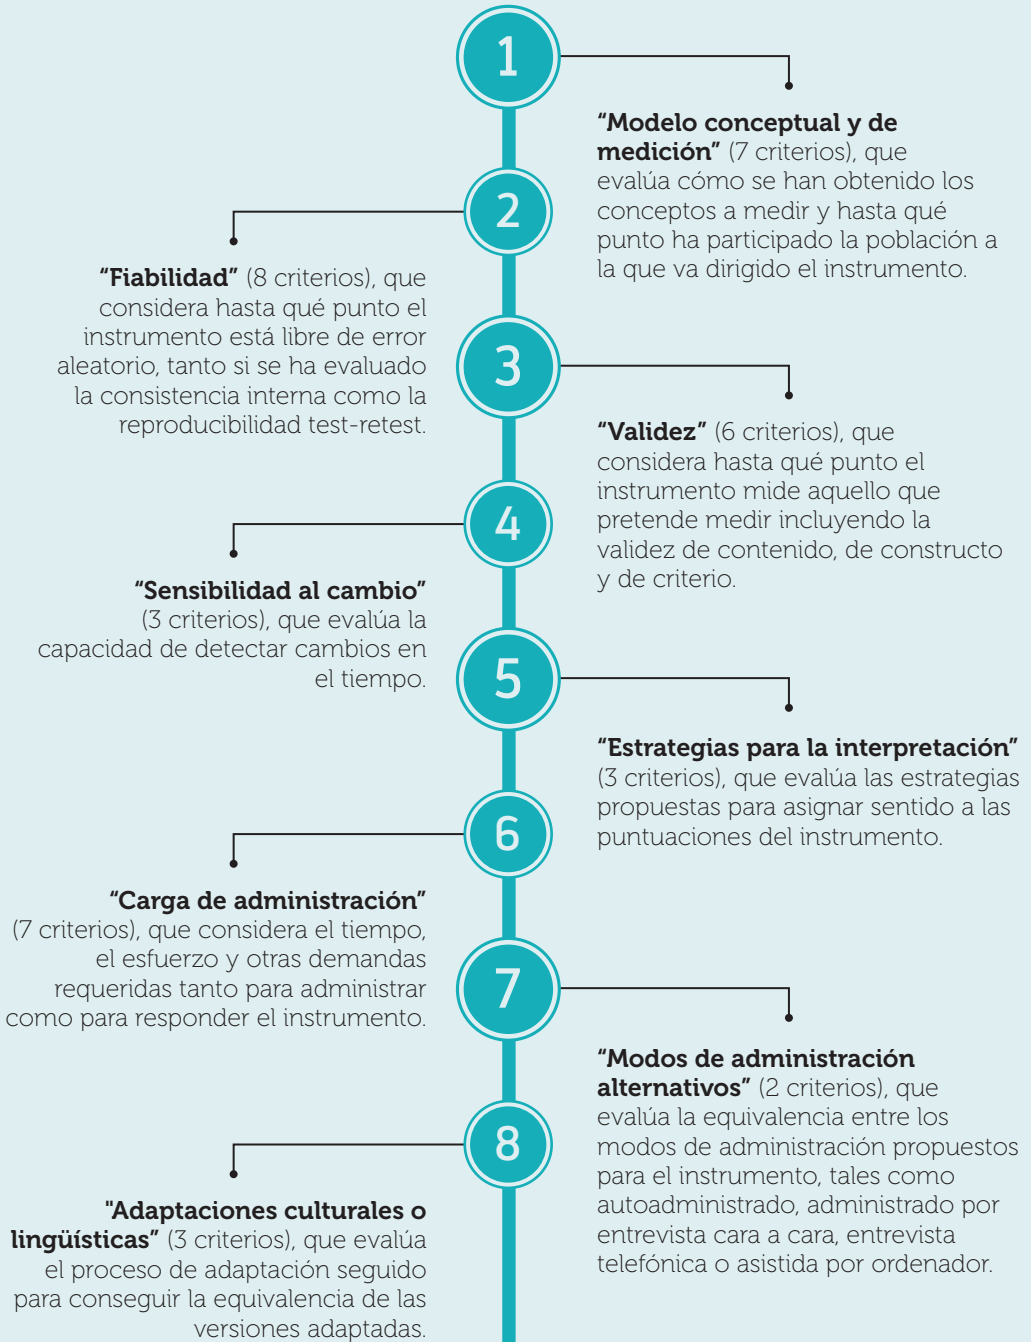 1
“Modelo conceptual y de
medición” (7 criterios), que
evalúa cómo se han obtenido los
conceptos a medir y hasta qué
punto ha participado la población a
la que va dirigido el instrumento.
2
“Fiabilidad” (8 criterios), que
considera hasta qué punto el
instrumento está libre de error
aleatorio, tanto si se ha evaluado
la consistencia interna como la
reproducibilidad test-retest.
3
“Validez” (6 criterios), que
considera hasta qué punto el
instrumento mide aquello que
pretende medir incluyendo la
validez de contenido, de constructo
y de criterio.
4
“Sensibilidad al cambio”
(3 criterios), que evalúa la
capacidad de detectar cambios en
el tiempo.
5
“Estrategias para la interpretación”
(3 criterios), que evalúa las estrategias
propuestas para asignar sentido a las
puntuaciones del instrumento.
6
“Carga de administración”
(7 criterios), que considera el tiempo,
el esfuerzo y otras demandas
requeridas tanto para administrar
como para responder el instrumento.
7
“Modos de administración
alternativos” (2 criterios), que
evalúa la equivalencia entre los
modos de administración propuestos
para el instrumento, tales como
autoadministrado, administrado por
entrevista cara a cara, entrevista
telefónica o asistida por ordenador.
8
"Adaptaciones culturales o
lingüísticas” (3 criterios), que evalúa
el proceso de adaptación seguido
para conseguir la equivalencia de las
versiones adaptadas.